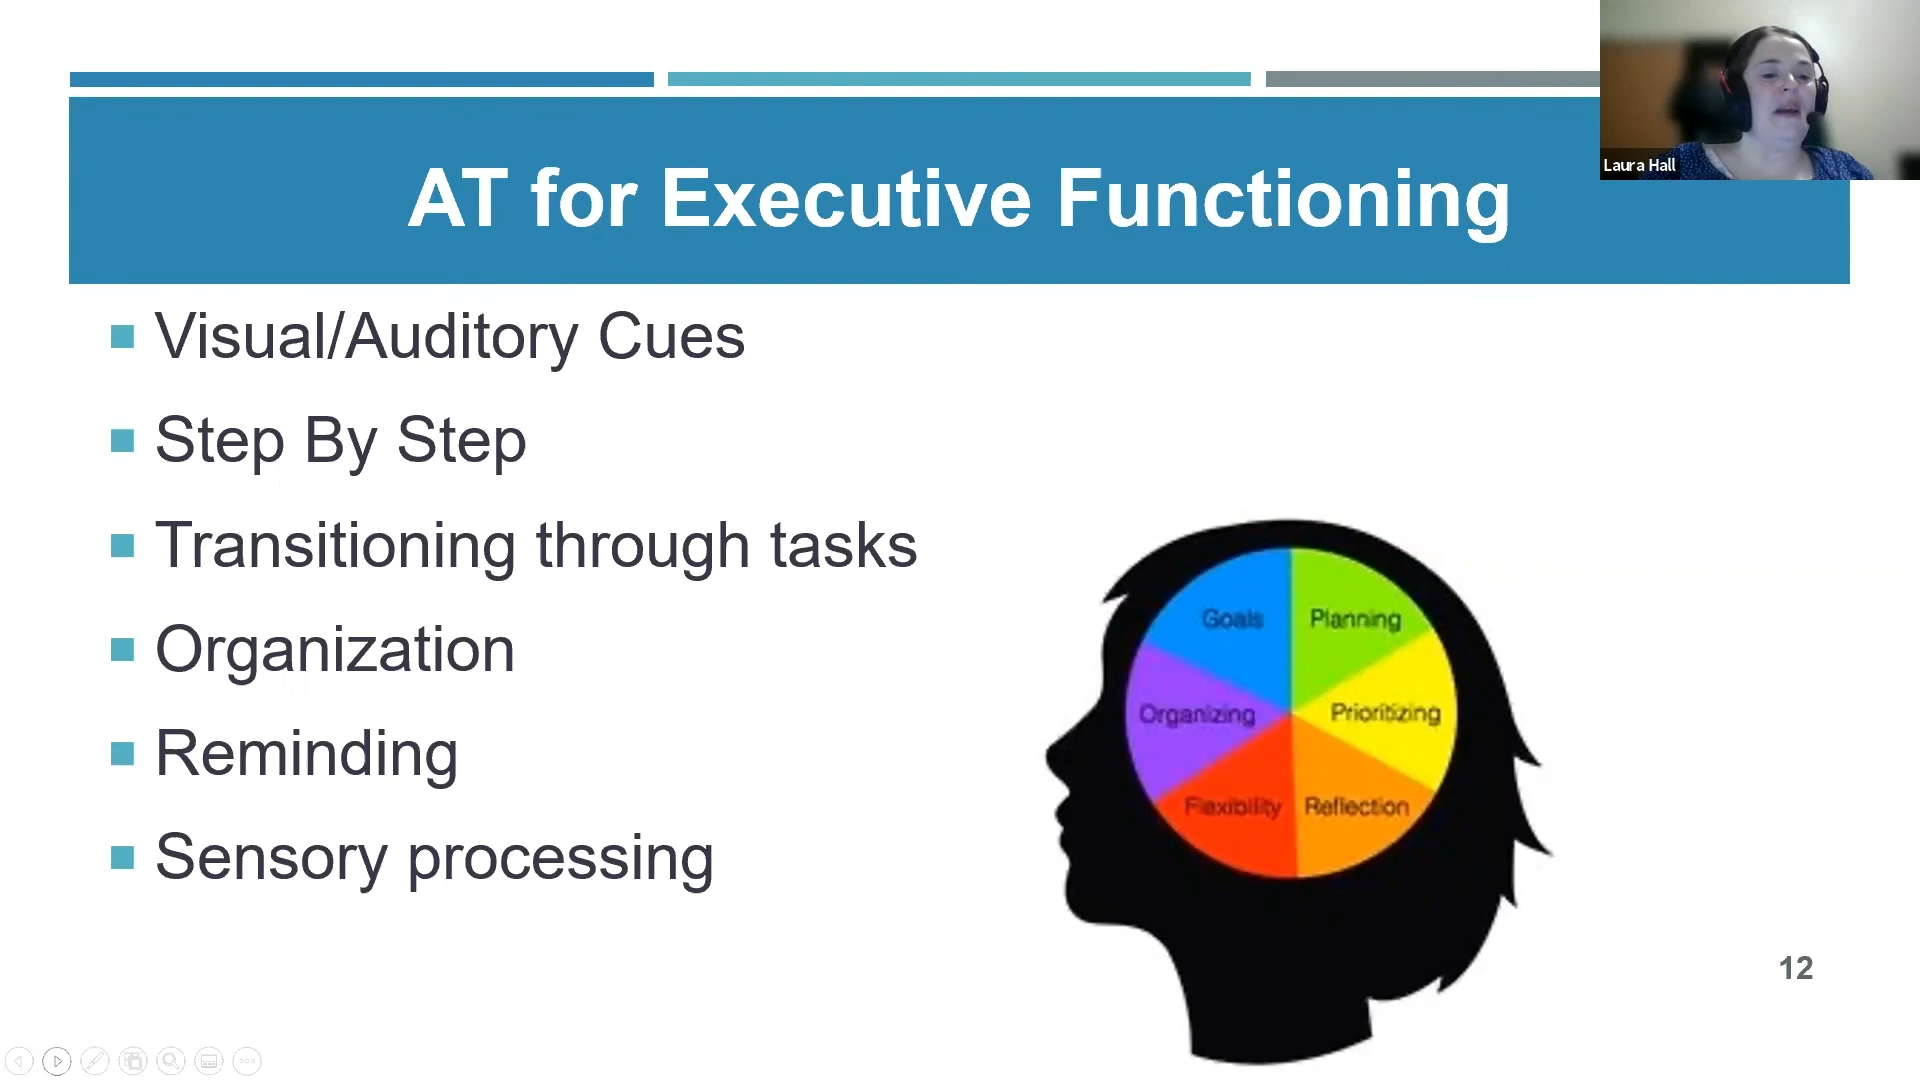 Laura Hall
AT for Executive Functioning
Visual/Auditory Cues
Step By Step
Transitioning through tasks
Organization
Reminding
Sensory processing
Goals
Planning
Organizing
Prioritizing
Flexibility
Reflection
12